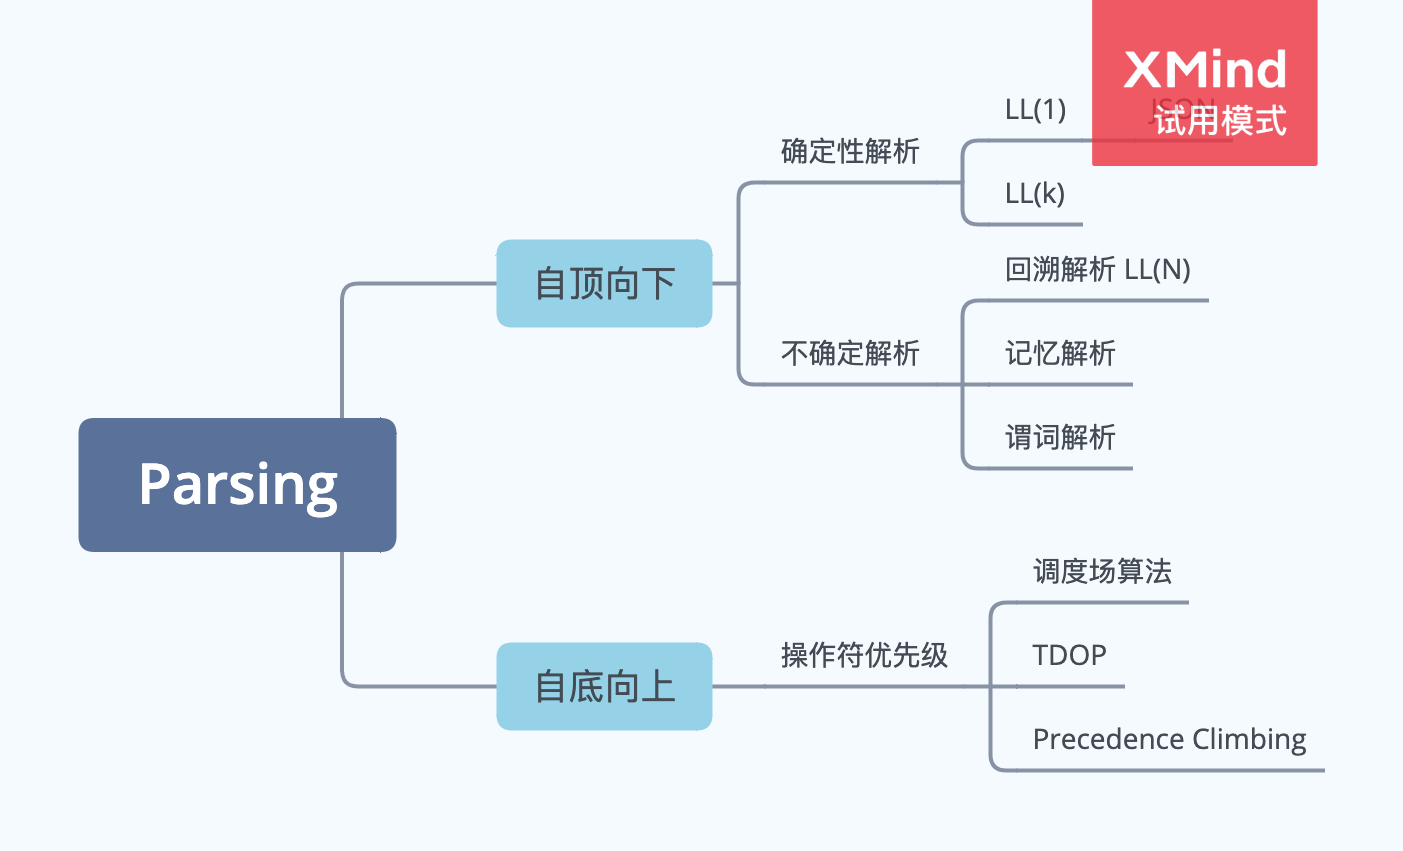 XMind
试用模式
LL(1)
JSON
确定性解析
LL(k)
自顶向下
回溯解析 LL(N)
不确定解析
记忆解析
谓词解析
Parsing
调度场算法
自底向上
操作符优先级
TDOP
Precedence Climbing